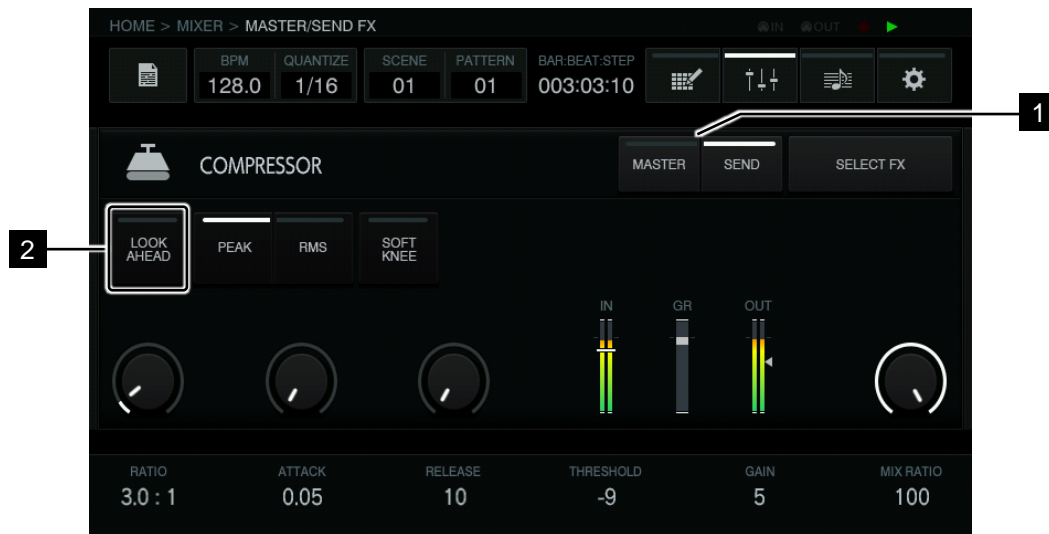 HOME > MIXER > MASTER/SEND FX
IN OUT
BPM QUANTIZE SCENE PATTERN BAR:BEAT:STEP
128.0 1/16 01 01 003:03:10
1
COMPRESSOR
MASTER SEND SELECT FX
2
LOOK
AHEAD
PEAK RMS
SOFT
KNEE
IN GR OUT
RATIO ATTACK RELEASE THRESHOLD GAIN MIX RATIO
3.0 : 1 0.05 10 -9 5 100